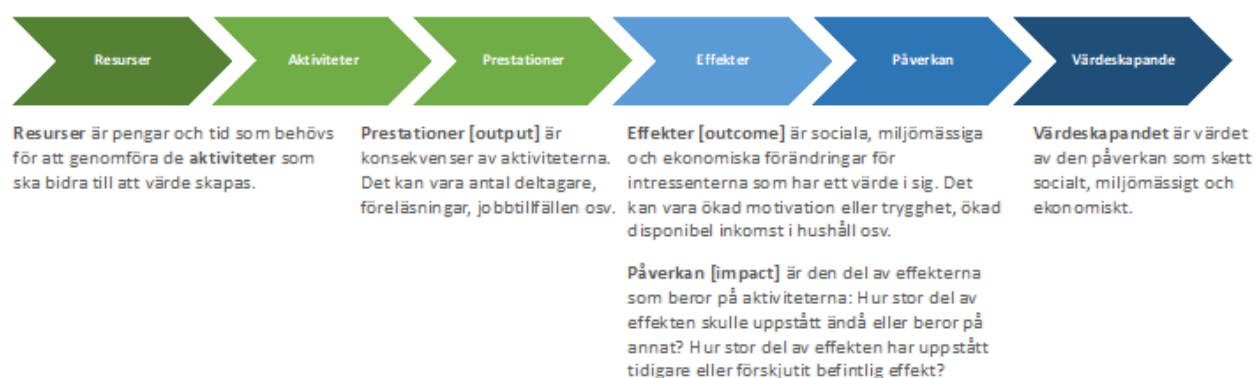 Resurser
Aktiviteter
Prestationer
Effekter
Påverkan
Värdeskapande
Resurser är pengar och tid som behövs
för att genomföra de aktiviteter som
ska bidra till att värde skapas.
Prestationer [output] är
konsekvenser av aktiviteterna.
Det kan vara antal deltagare,
föreläsningar, jobbtillfällen osv.
Effekter [outcome] är sociala, miljömässiga
och ekonomiska förändringar för
intressenterna som har ett värde i sig. Det
kan vara ökad motivation eller trygghet, ökad
disponibel inkomst i hushåll osv.
Påverkan [impact] är den del av effekterna
som beror på aktiviteterna: Hur stor del av
effekten skulle uppstått ändå eller beror på
annat? Hur stor del av effekten har uppstått
tidigare eller förskjutit befintlig effekt?
Värdeskapandet är värdet
av den påverkan som skett
socialt, miljömässigt och
ekonomiskt.